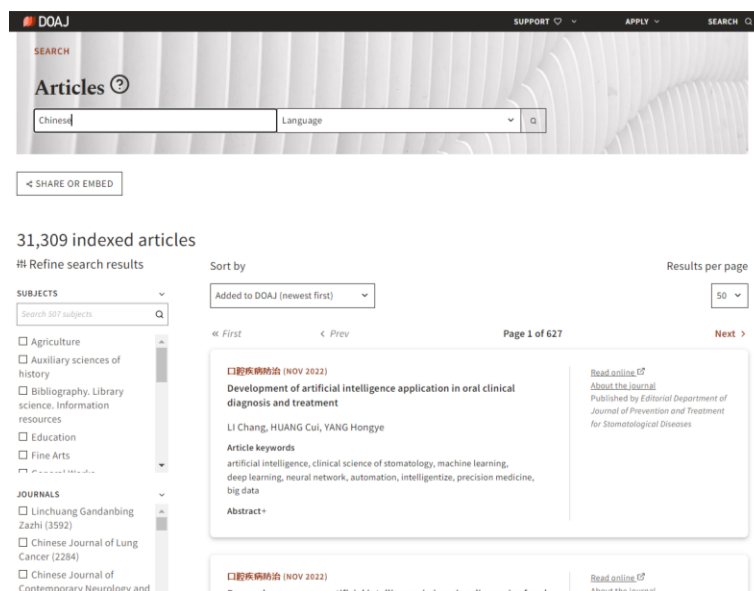 DOAJ
SUPPORT
APPLY
SEARCH
SEARCH
Articles ?
Chinese
Language
SHARE OR EMBED
31,309 indexed articles
Refine search results
Sort by
Results per page
SUBJECTS
Added to DOAJ (newest first)
50
Search 507 subjects
« First
‹ Prev
Page 1 of 627
Next ›
Agriculture
Auxiliary sciences of
history
Bibliography. Library
science. Information
resources
Education
Fine Arts
General Works
口腔疾病防治 (NOV 2022)
Development of artificial intelligence application in oral clinical
diagnosis and treatment
LI Chang, HUANG Cui, YANG Hongye
Article keywords
artificial intelligence, clinical science of stomatology, machine learning,
deep learning, neural network, automation, intelligentize, precision medicine,
big data
Abstract+
Read online
About the journal
Published by Editorial Department of
Journal of Prevention and Treatment
for Stomatological Diseases
JOURNALS
Linchuang Gandanbing
Zazhi (3592)
Chinese Journal of Lung
Cancer (2284)
Chinese Journal of
Contemporary Neurology and
口腔疾病防治 (NOV 2022)
Read online
About the journal